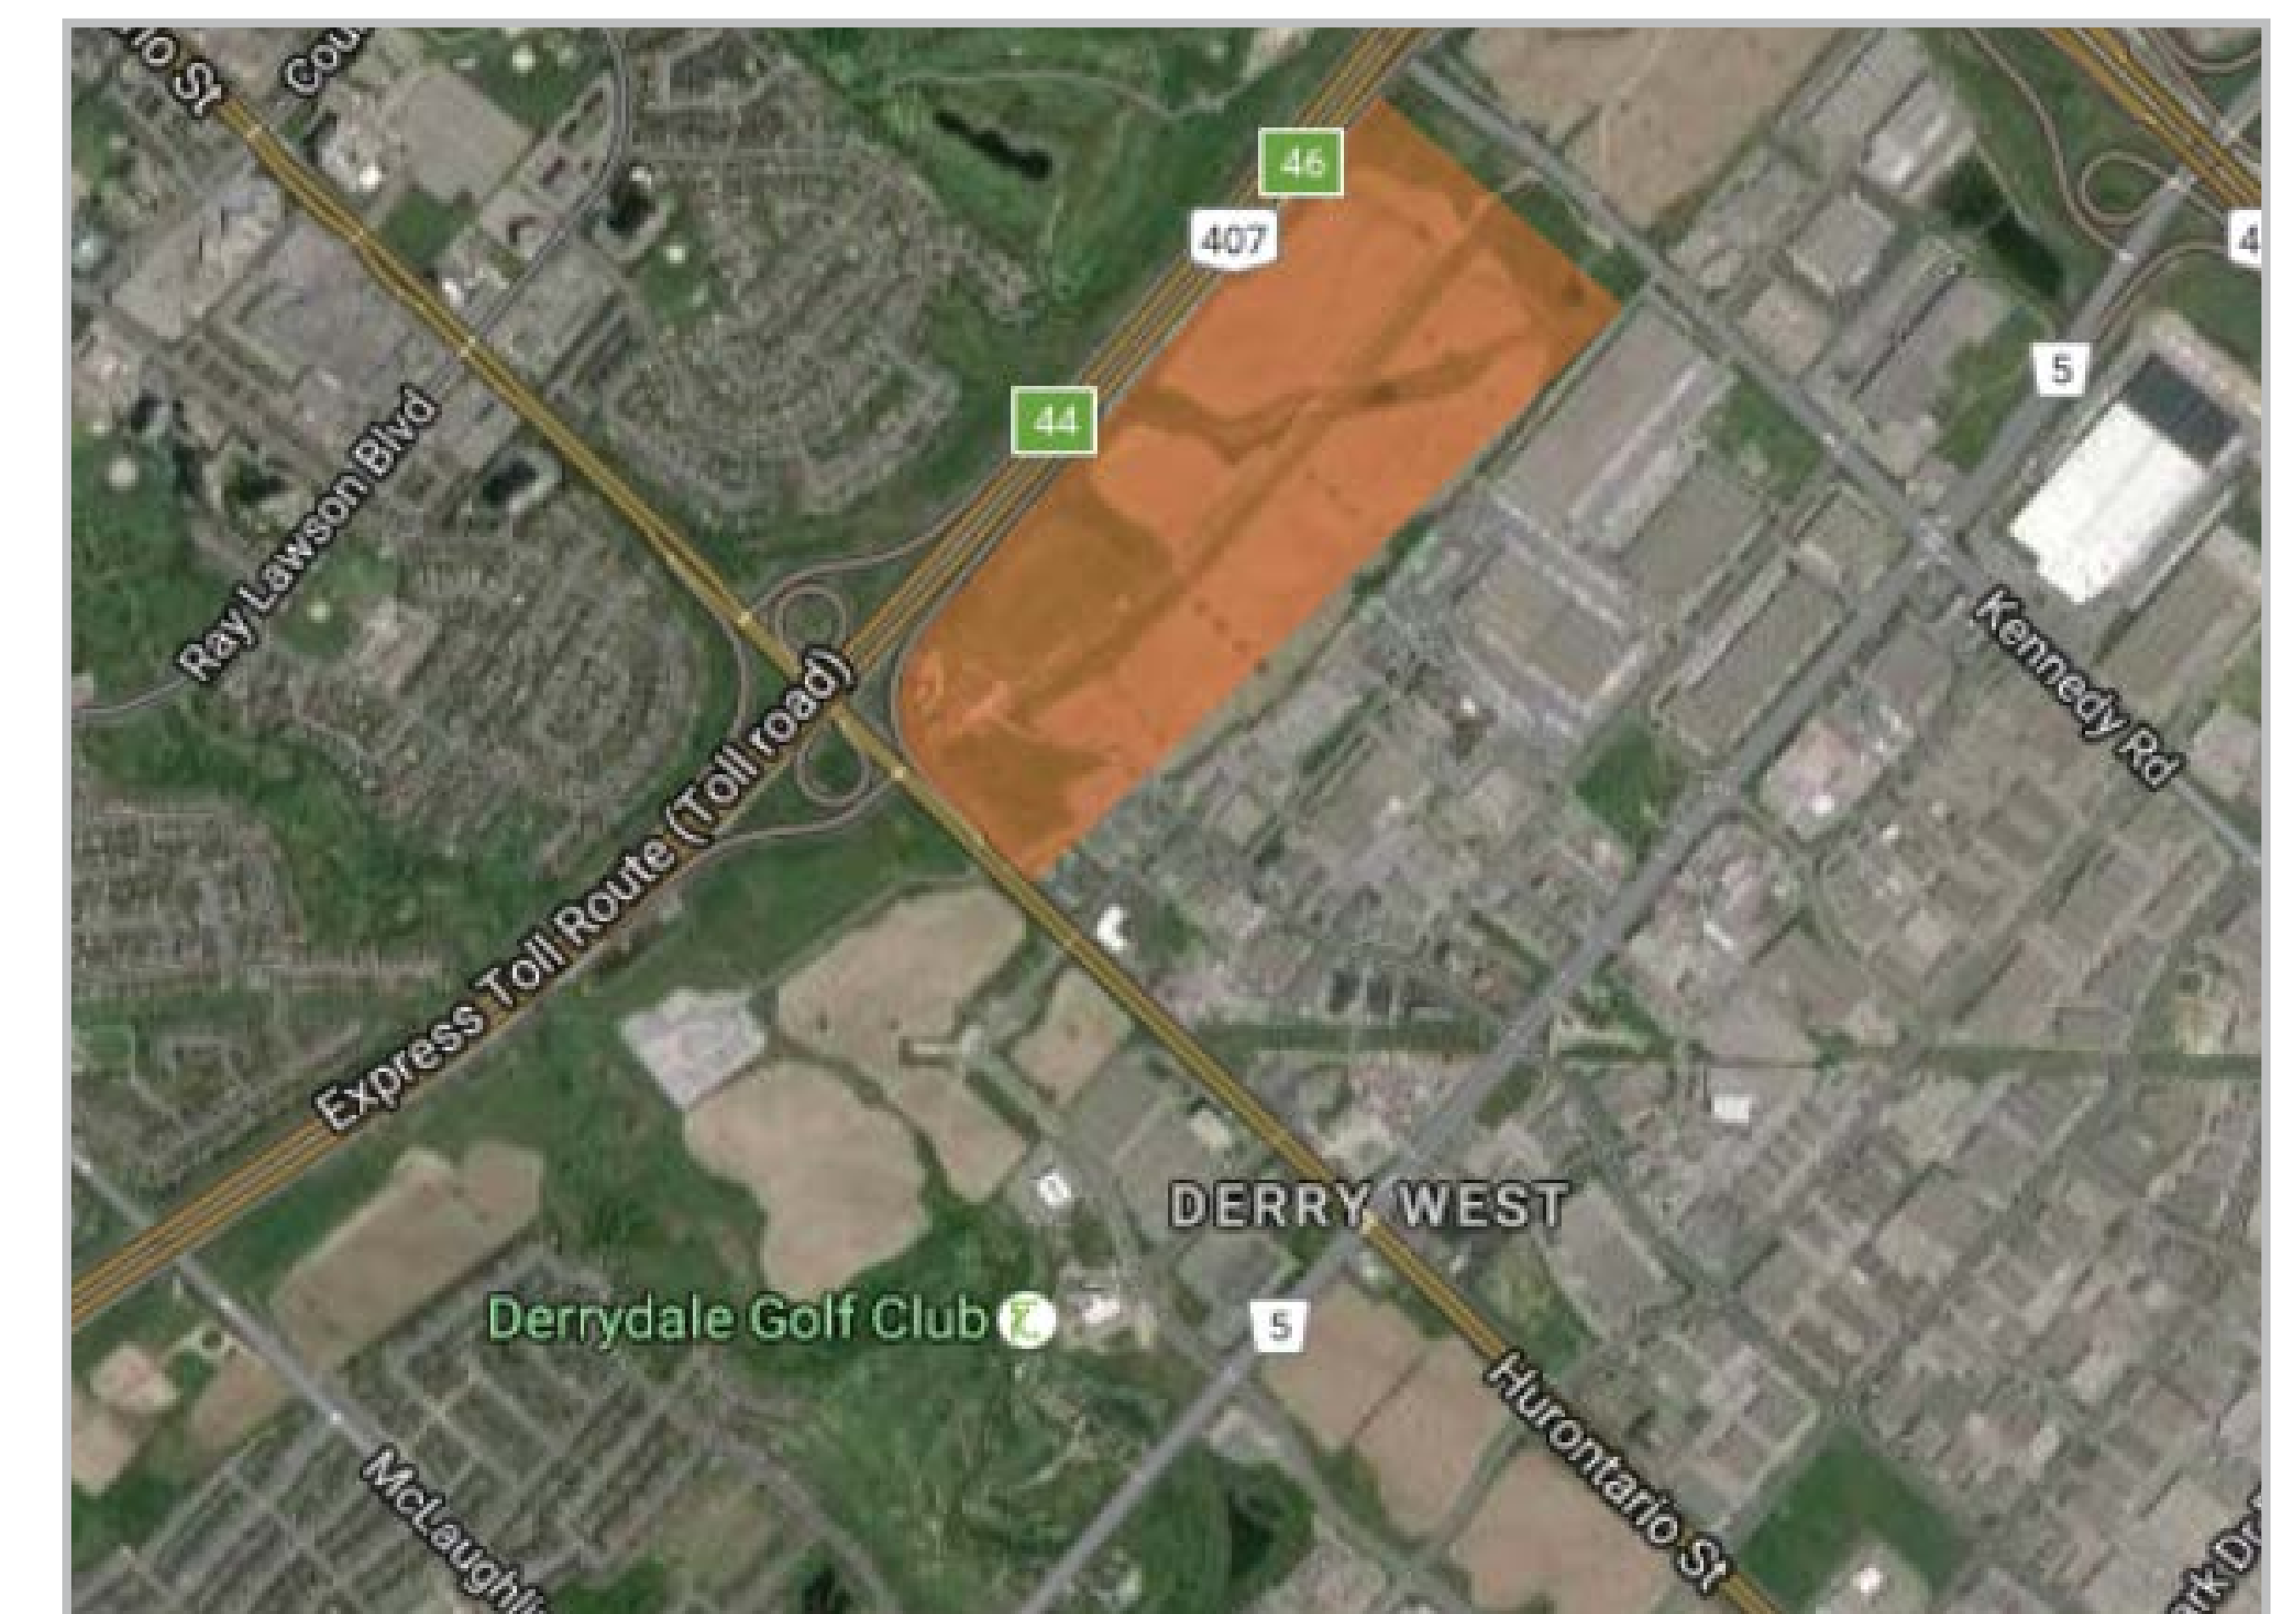 46
407
44
5
Ray Lawson Blvd
Kennedy Rd
Express Toll Route (Toll road)
DERRY WEST
Derrydale Golf Club
5
Hurontario St